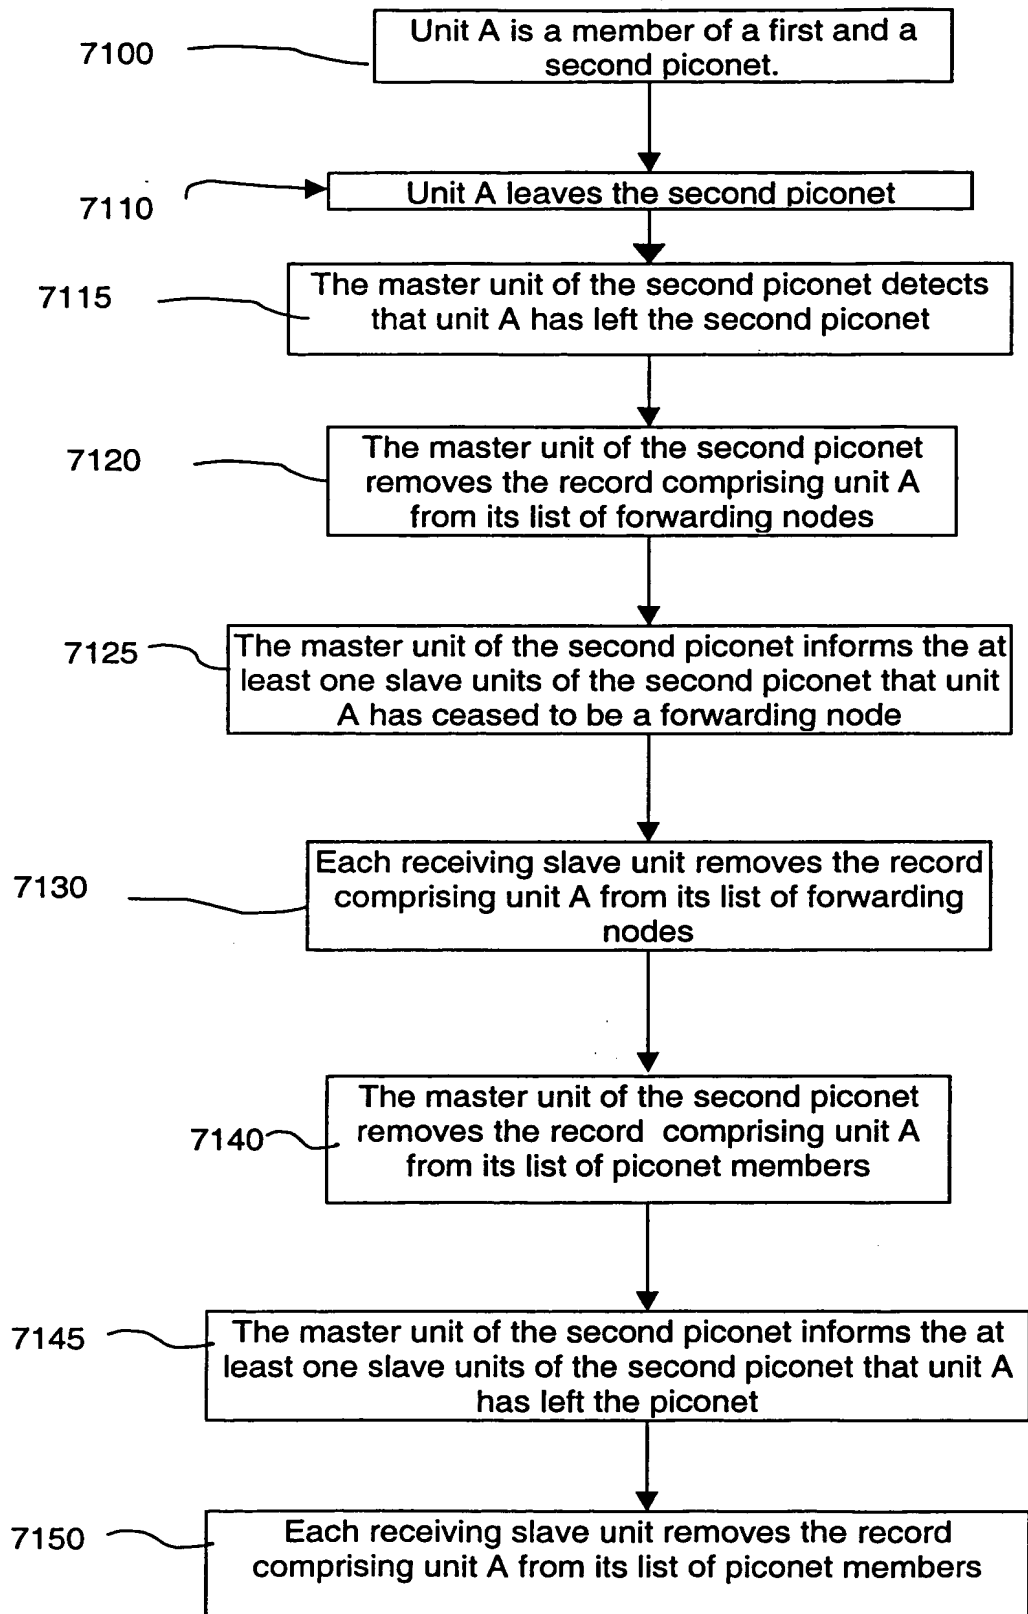 7100
Unit A is a member of a first and a
second piconet.
7110
Unit A leaves the second piconet
7115
The master unit of the second piconet detects
that unit A has left the second piconet
7120
The master unit of the second piconet
removes the record comprising unit A
from its list of forwarding nodes
7125
The master unit of the second piconet informs the at
least one slave units of the second piconet that unit
A has ceased to be a forwarding node
7130
Each receiving slave unit removes the record
comprising unit A from its list of forwarding
nodes
7140
The master unit of the second piconet
removes the record comprising unit A
from its list of piconet members
7145
The master unit of the second piconet informs the at
least one slave units of the second piconet that unit A
has left the piconet
7150
Each receiving slave unit removes the record
comprising unit A from its list of piconet members